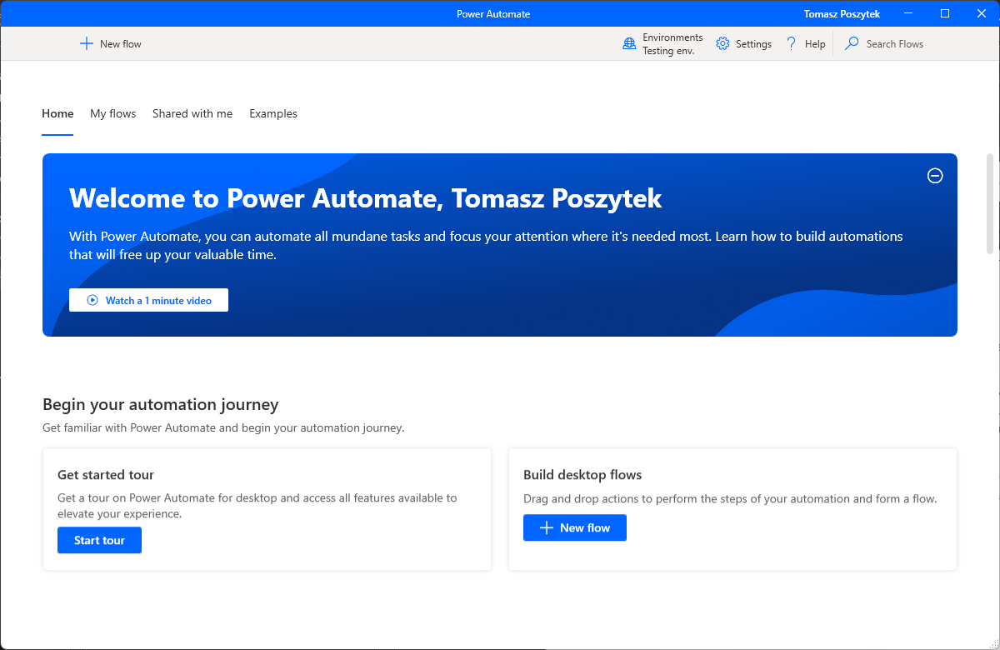 Power Automate
Tomasz Poszytek
New flow
Environments
Testing env.
Settings
Help
Search Flows
Home
My flows
Shared with me
Examples
Welcome to Power Automate, Tomasz Poszytek
With Power Automate, you can automate all mundane tasks and focus your attention where it's needed most. Learn how to build automations
that will free up your valuable time.
Watch a 1 minute video
Begin your automation journey
Get familiar with Power Automate and begin your automation journey.
Get started tour
Get a tour on Power Automate for desktop and access all features available to
elevate your experience.
Start tour
Build desktop flows
Drag and drop actions to perform the steps of your automation and form a flow.
New flow